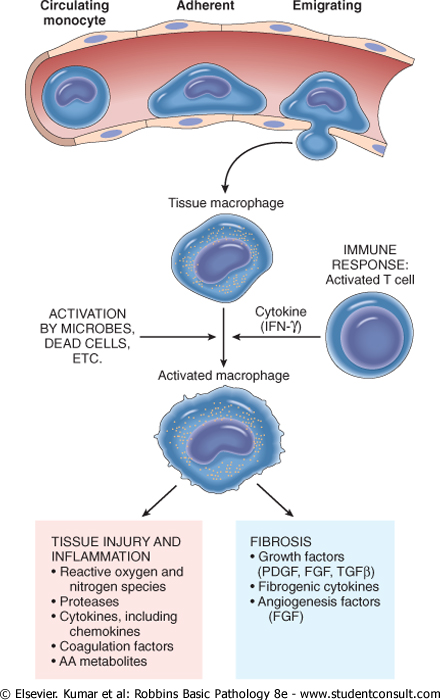 Circulating monocyte
Adherent
Emigrating
Tissue macrophage
IMMUNE
RESPONSE:
Activated T cell
ACTIVATION
BY MICROBES,
DEAD CELLS,
ETC.
Cytokine
(IFN-γ)
Activated macrophage
TISSUE INJURY AND
INFLAMMATION
• Reactive oxygen and
nitrogen species
• Proteases
• Cytokines, including
chemokines
• Coagulation factors
• AA metabolites
FIBROSIS
• Growth factors
(PDGF, FGF, TGFβ)
• Fibrogenic cytokines
• Angiogenesis factors
(FGF)
© Elsevier. Kumar et al: Robbins Basic Pathology 8e - www.studentconsult.com